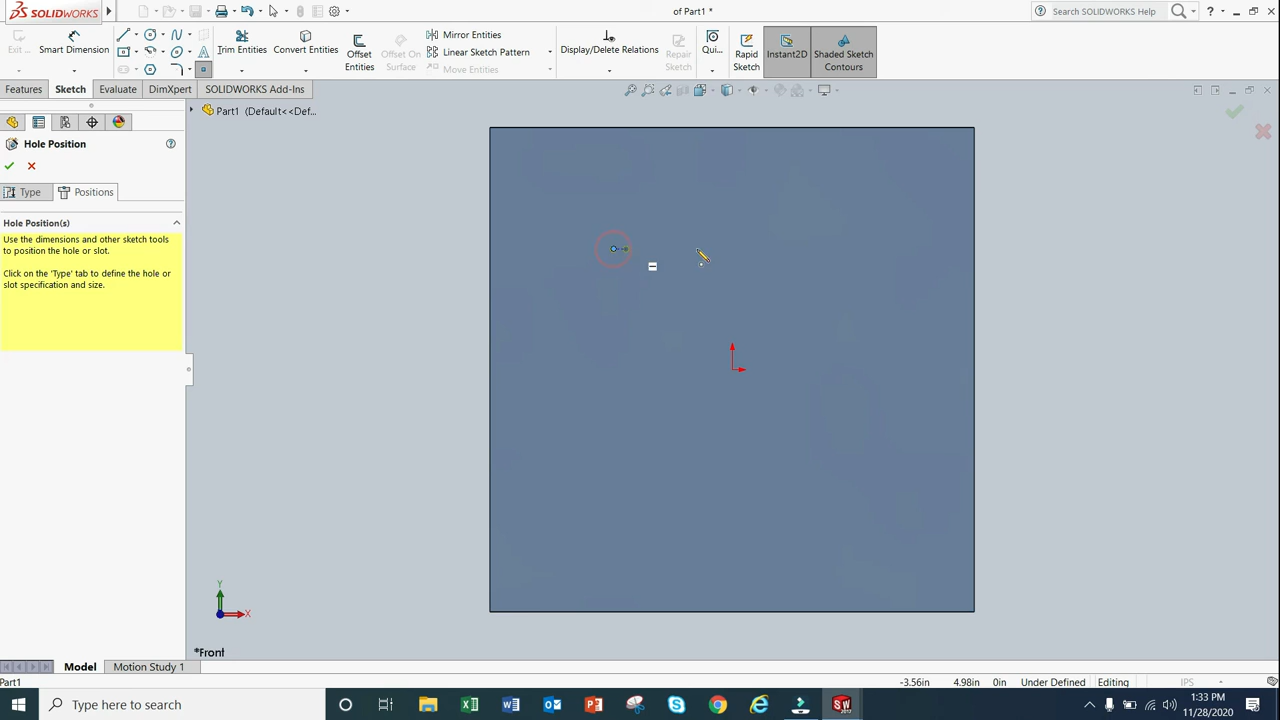 SOLIDWORKS
of Part1 *
Search SOLIDWORKS Help
Exit...
Smart Dimension
Trim Entities
Convert Entities
Offset
Entities
Offset On
Surface
Mirror Entities
Linear Sketch Pattern
Move Entities
Display/Delete Relations
Repair
Sketch
Qui...
Rapid
Sketch
Instant2D
Shaded Sketch
Contours
Features
Sketch
Evaluate
DimXpert
SOLIDWORKS Add-Ins
Part1 (Default<<Def...
Hole Position
Type
Positions
Hole Position(s)
Use the dimensions and other sketch tools
to position the hole or slot.
Click on the 'Type' tab to define the hole or
slot specification and size.
Y
X
*Front
Model
Motion Study 1
Part1
-3.56in
4.98in
0in
Under Defined
Editing
IPS
Type here to search
1:33 PM
11/28/2020